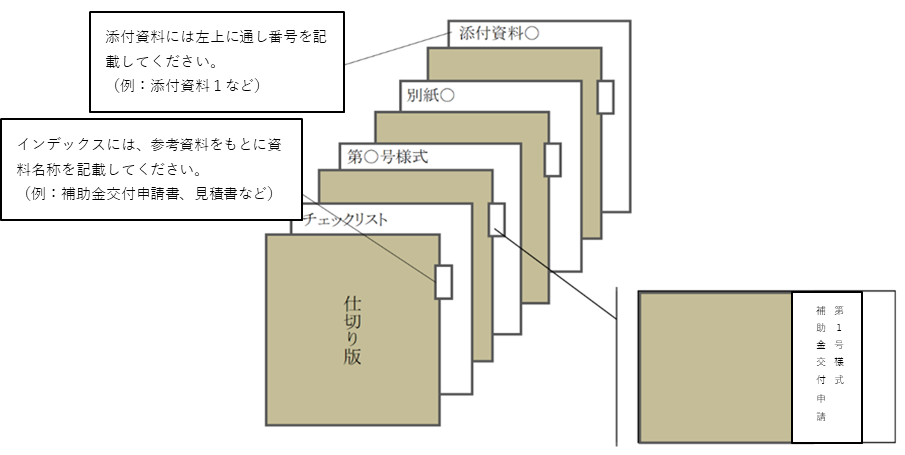 添付資料には左上に通し番号を記
載してください。
（例：添付資料１など）
添付資料〇
別紙〇
インデックスには、参考資料をもとに資
料名称を記載してください。
（例：補助金交付申請書、見積書など）
第〇号様式
チェックリスト
仕切り版
第１号様式
補助金交付申請